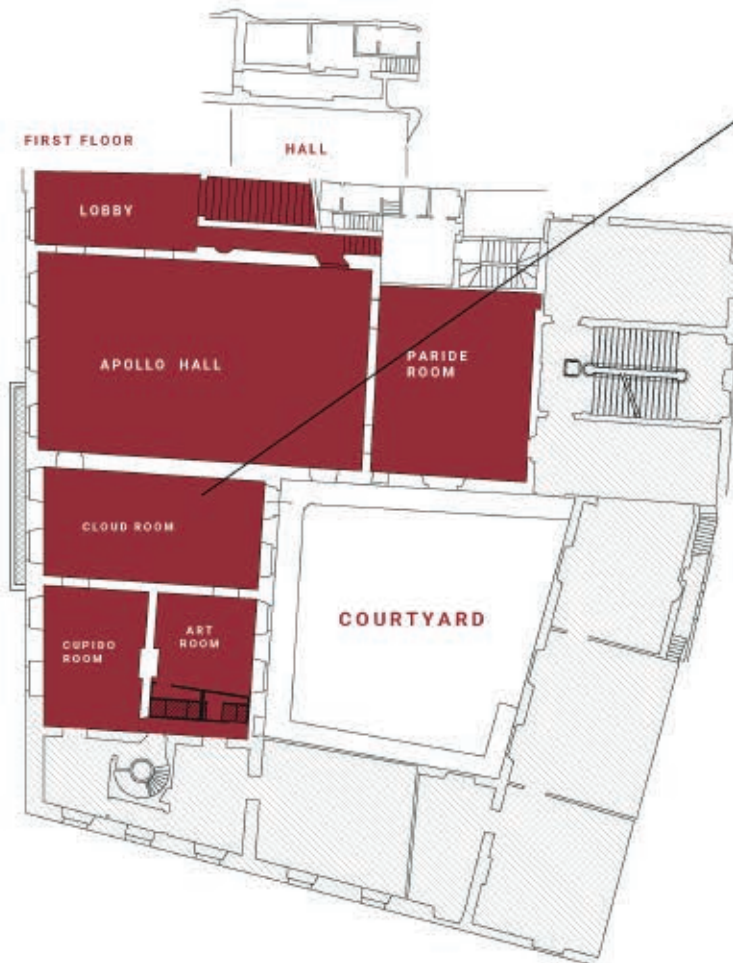 FIRST FLOOR
HALL
LOBBY
APOLLO HALL
PARIDE
ROOM
CLOUD ROOM
CUPIDO
ROOM
ART
ROOM
COURTYARD